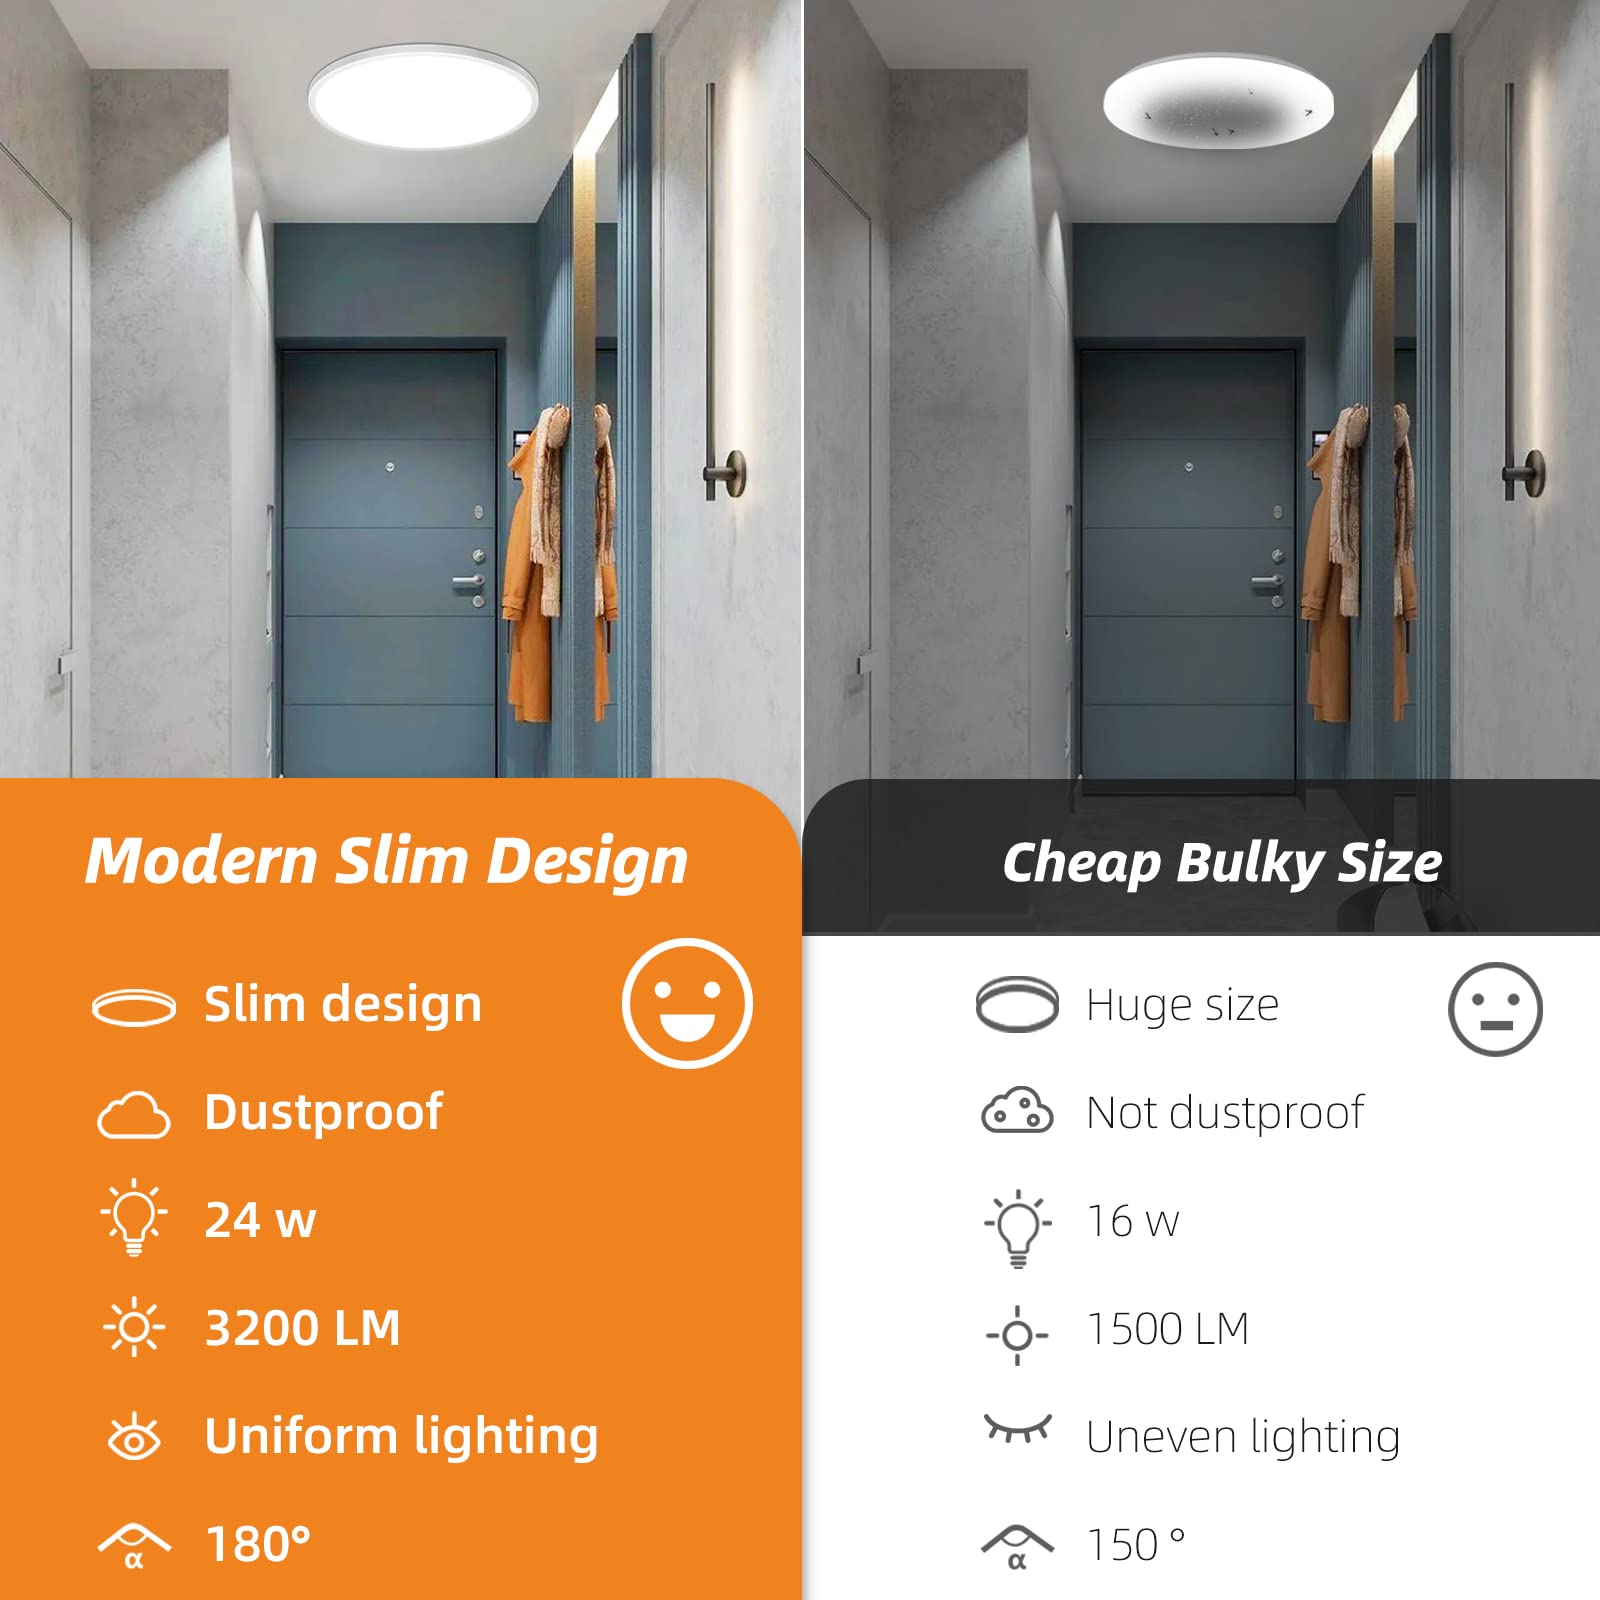 Modern Slim Design
Slim design
Dustproof
24 w
3200 LM
Uniform lighting
α
180°
Cheap Bulky Size
Huge size
Not dustproof
16 w
1500 LM
Uneven lighting
α
150 °